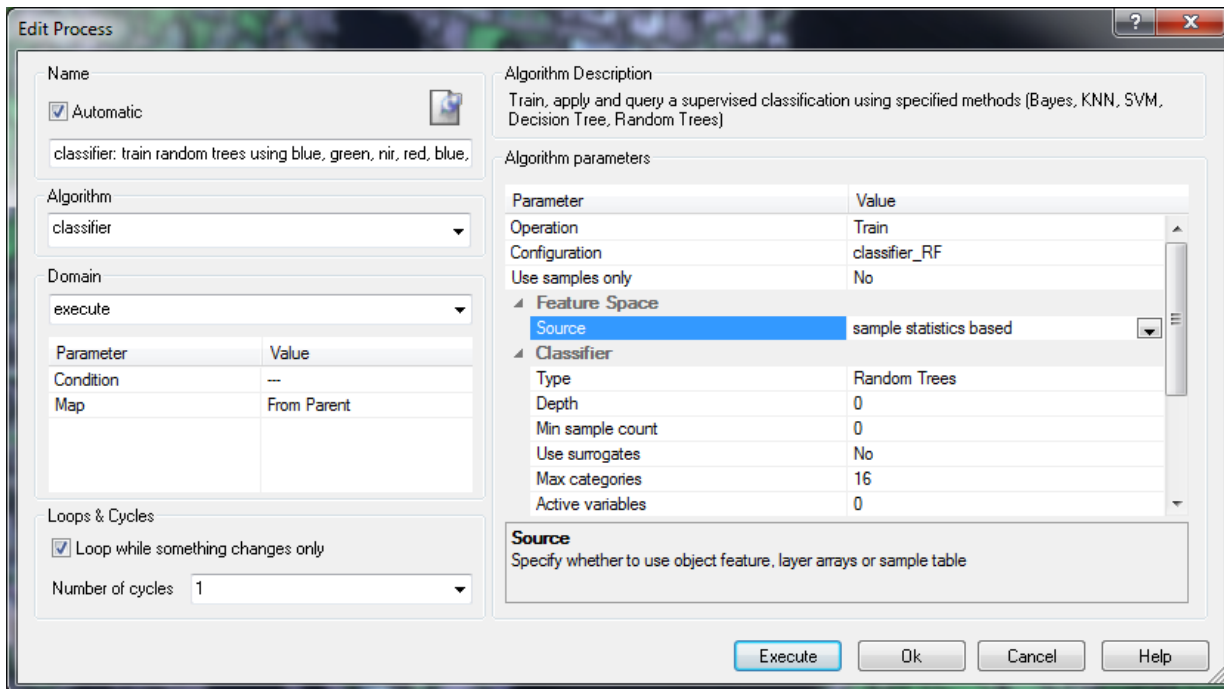 Edit Process
?
X
Name
Automatic
classifier: train random trees using blue, green, nir, red, blue,
Algorithm
classifier
Domain
execute
Parameter Value
Condition ---
Map From Parent
Loops & Cycles
Loop while something changes only
Number of cycles 1
Algorithm Description
Train, apply and query a supervised classification using specified methods (Bayes, KNN, SVM,
Decision Tree, Random Trees)
Algorithm parameters
Parameter Value
Operation Train
Configuration classifier_RF
Use samples only No
Feature Space
Source sample statistics based
Classifier
Type Random Trees
Depth 0
Min sample count 0
Use surrogates No
Max categories 16
Active variables 0
Source
Specify whether to use object feature, layer arrays or sample table
Execute Ok Cancel Help